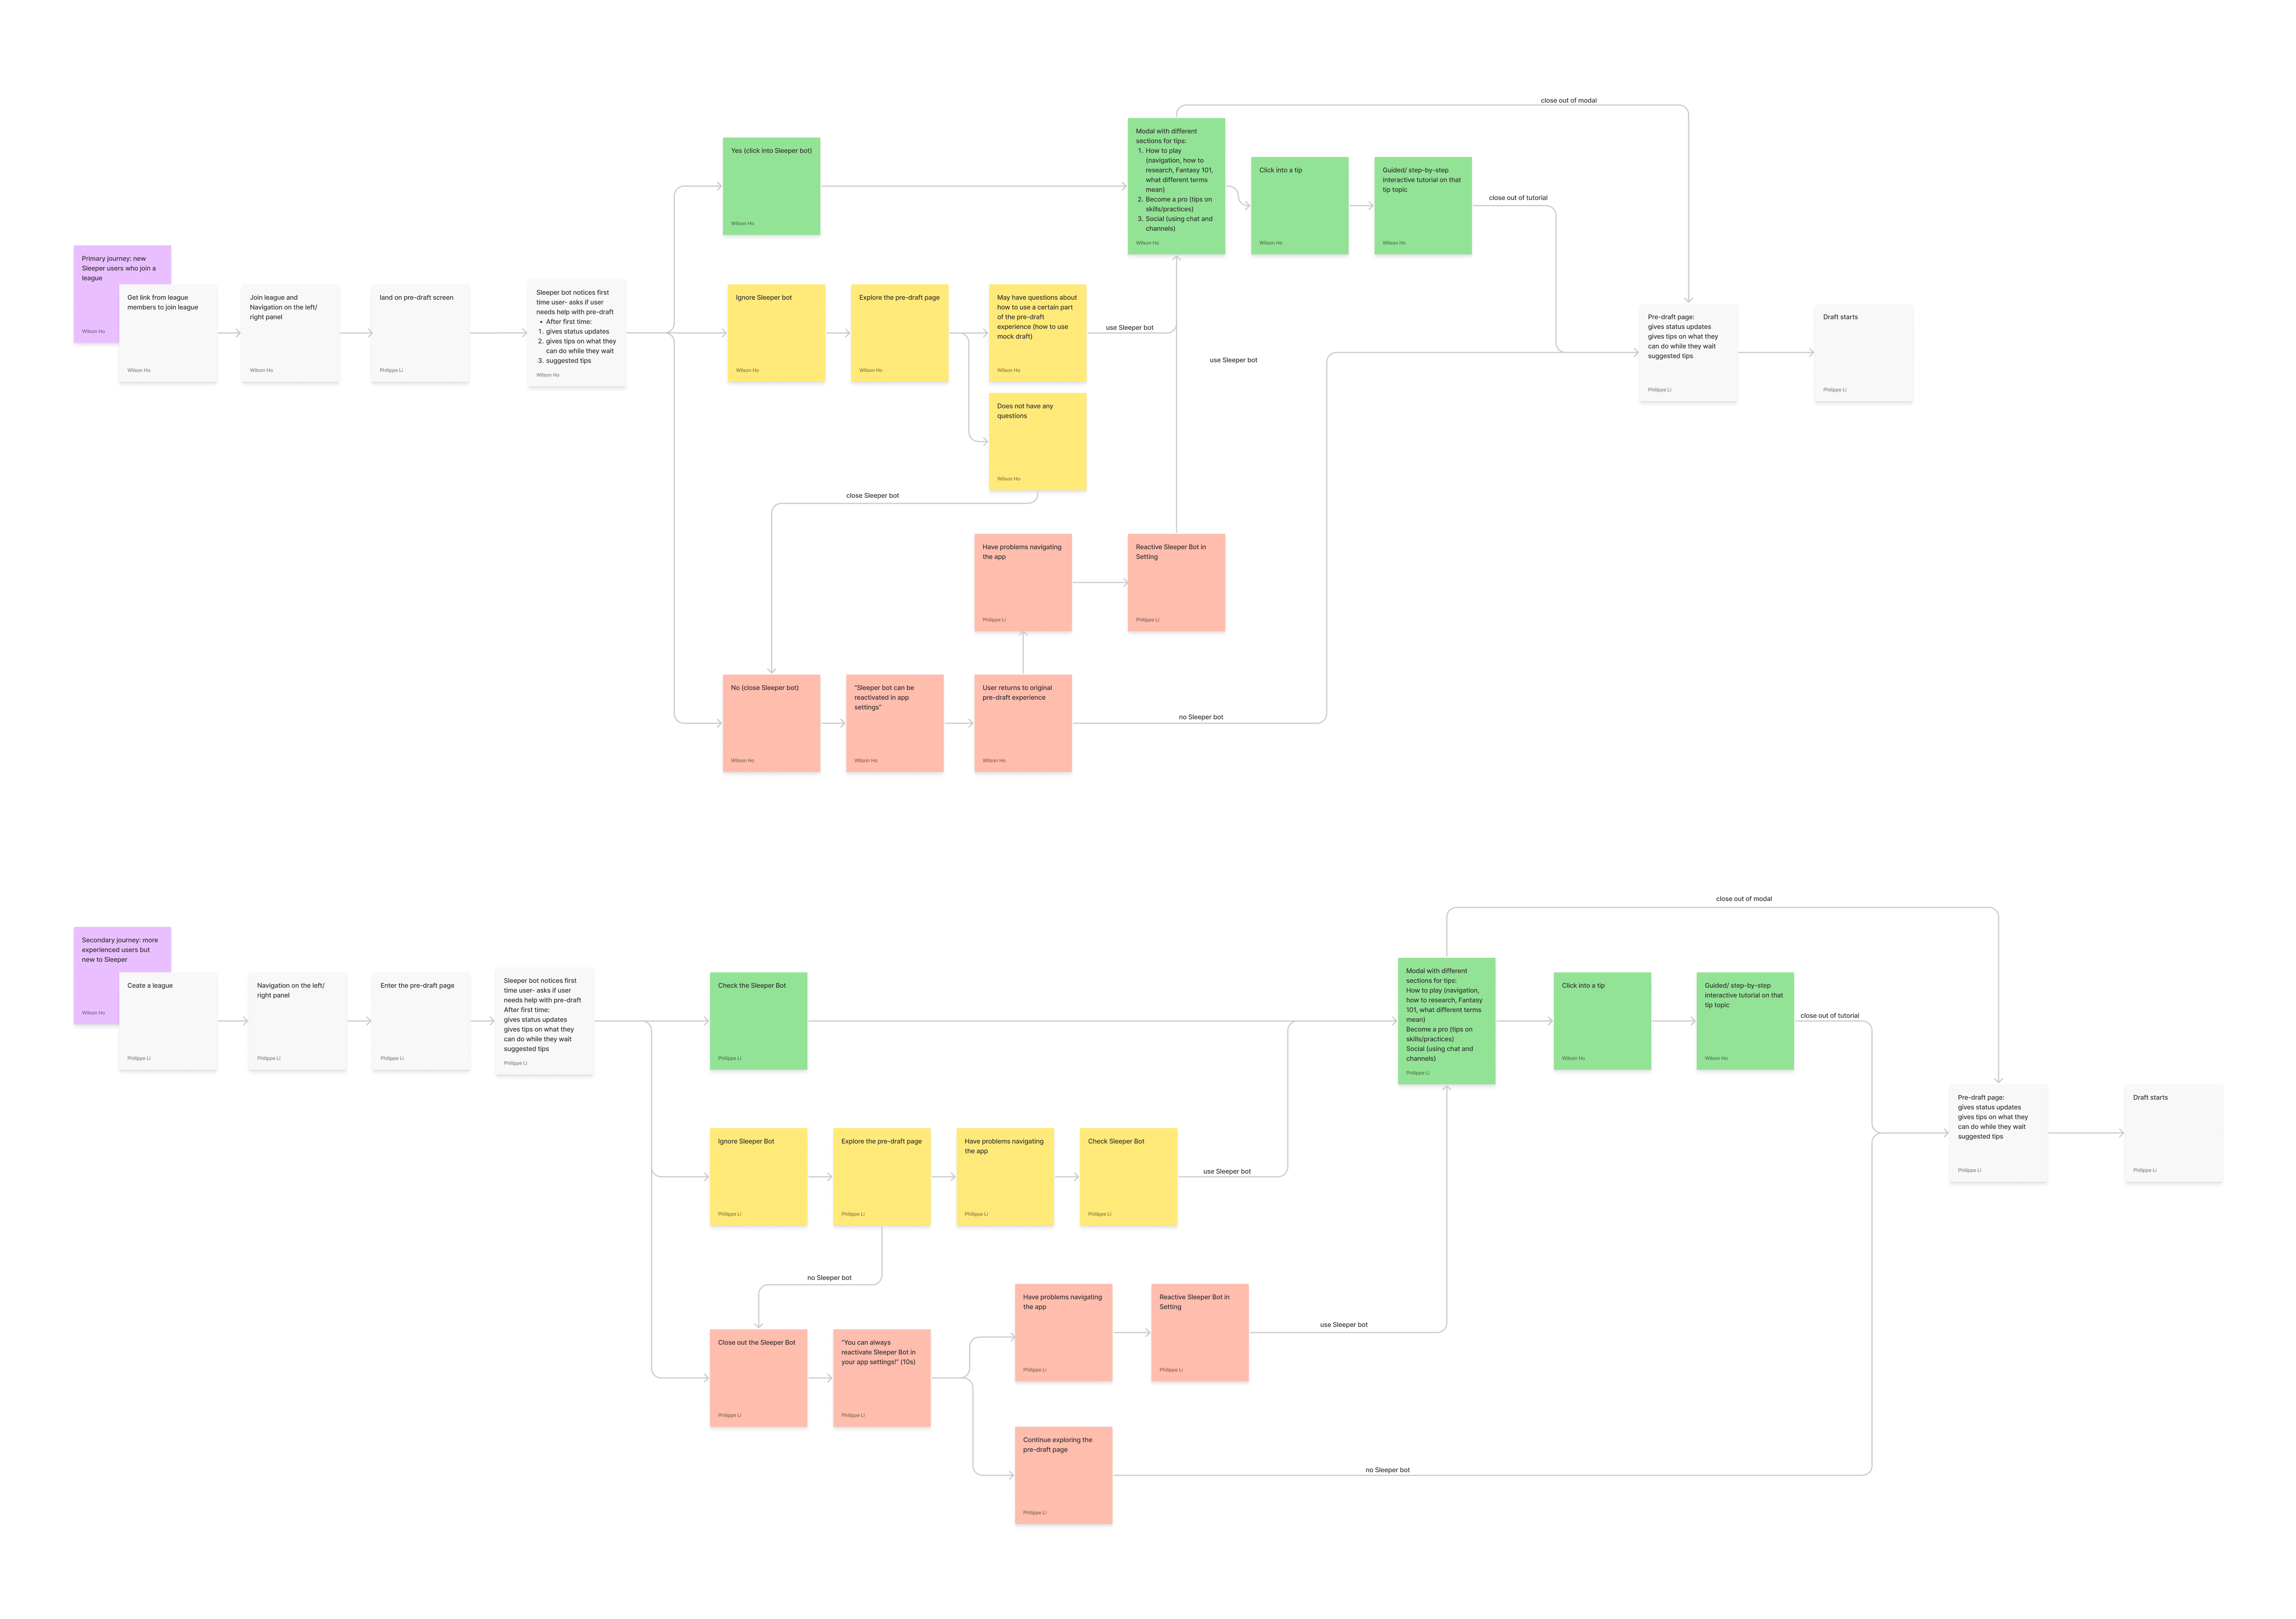 close out of modal
Yes (click into Sleeper bot)
Wilson Ho
Modal with different
sections for tips:
1. How to play
(navigation, how to
research, Fantasy 101,
what different terms
mean)
2. Become a pro (tips on
skills/practices)
3. Social (using chat and
channels)
Wilson Ho
Click into a tip
Wilson Ho
Guided/ step-by-step
interactive tutorial on that
tip topic
Wilson Ho
close out of tutorial
Primary journey: new
Sleeper users who join a
league
Wilson Ho
Get link from league
members to join league
Wilson Ho
Join league and
Navigation on the left/
right panel
Wilson Ho
land on pre-draft screen
Philippe Li
Sleeper bot notices first
time user- asks if user
needs help with pre-draft
• After first time:
1. gives status updates
2. gives tips on what they
can do while they wait
3. suggested tips
Wilson Ho
Ignore Sleeper bot
Wilson Ho
Explore the pre-draft page
Wilson Ho
May have questions about
how to use a certain part
of the pre-draft
experience (how to use
mock draft)
Wilson Ho
use Sleeper bot
use Sleeper bot
Pre-draft page:
gives status updates
gives tips on what they
can do while they wait
suggested tips
Philippe Li
Draft starts
Philippe Li
Does not have any
questions
Wilson Ho
close Sleeper bot
Have problems navigating
the app
Philippe Li
Reactive Sleeper Bot in
Setting
Philippe Li
No (close Sleeper bot)
Wilson Ho
"Sleeper bot can be
reactivated in app
settings"
Wilson Ho
User returns to original
pre-draft experience
Wilson Ho
no Sleeper bot
close out of modal
Secondary journey: more
experienced users but
new to Sleeper
Wilson Ho
Ceate a league
Philippe Li
Navigation on the left/
right panel
Philippe Li
Enter the pre-draft page
Philippe Li
Sleeper bot notices first
time user- asks if user
needs help with pre-draft
After first time:
gives status updates
gives tips on what they
can do while they wait
suggested tips
Philippe Li
Check the Sleeper Bot
Philippe Li
Modal with different
sections for tips:
How to play (navigation,
how to research, Fantasy
101, what different terms
mean)
Become a pro (tips on
skills/practices)
Social (using chat and
channels)
Philippe Li
Click into a tip
Wilson Ho
Guided/ step-by-step
interactive tutorial on that
tip topic
Wilson Ho
close out of tutorial
Pre-draft page:
gives status updates
gives tips on what they
can do while they wait
suggested tips
Philippe Li
Draft starts
Philippe Li
Ignore Sleeper Bot
Philippe Li
Explore the pre-draft page
Philippe Li
Have problems navigating
the app
Philippe Li
Check Sleeper Bot
Philippe Li
use Sleeper bot
no Sleeper bot
Close out the Sleeper Bot
Philippe Li
"You can always
reactivate Sleeper Bot in
your app settings!" (10s)
Philippe Li
Have problems navigating
the app
Philippe Li
Reactive Sleeper Bot in
Setting
Philippe Li
use Sleeper bot
Continue exploring the
pre-draft page
Philippe Li
no Sleeper bot